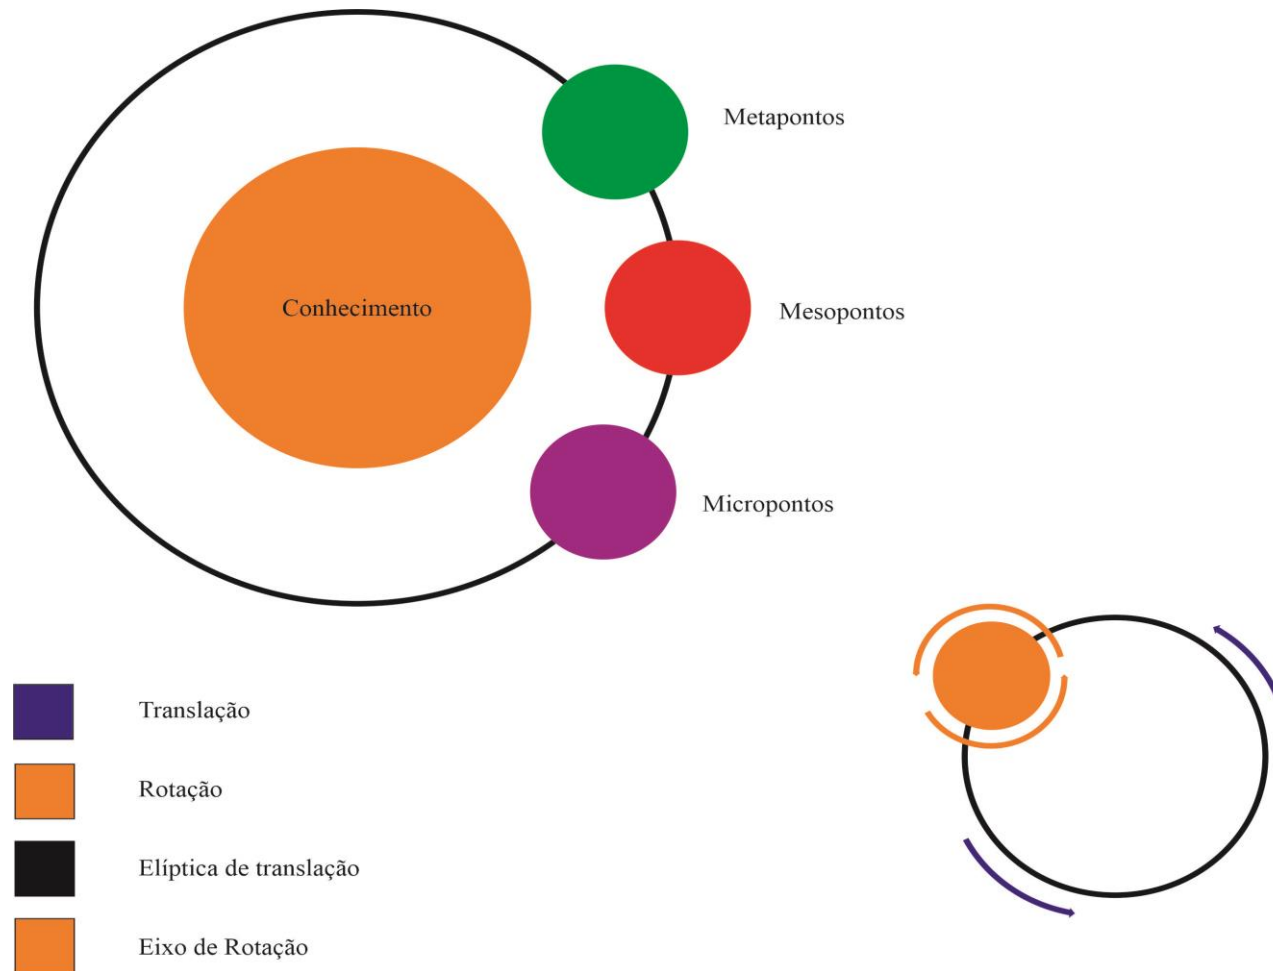 Metapontos
Conhecimento
Mesopontos
Micropontos
Translação
Rotação
Elíptica de translação
Eixo de Rotação